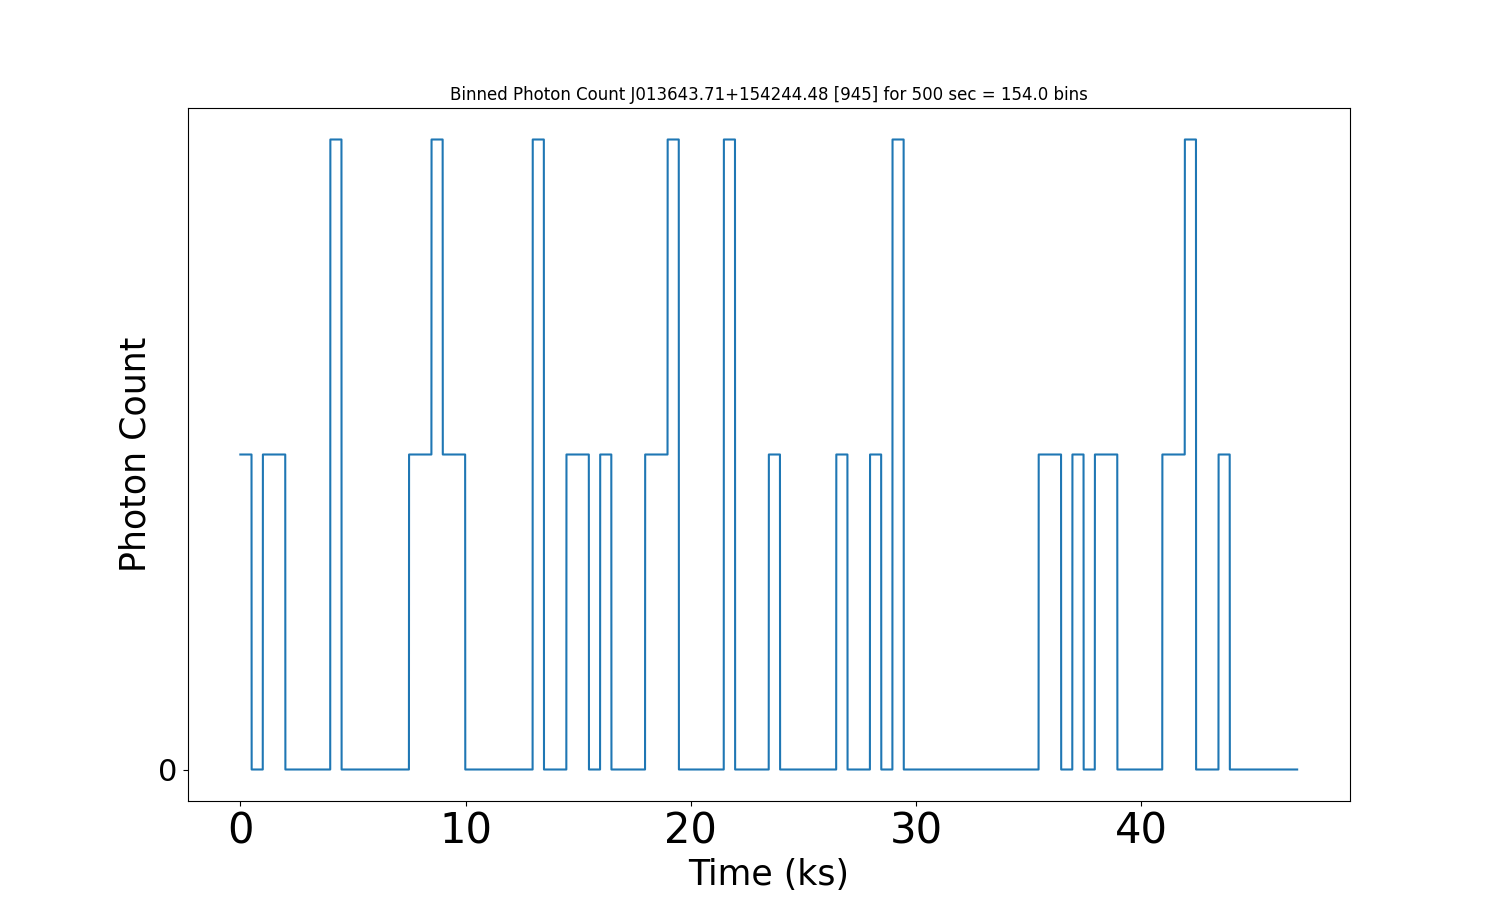 Binned Photon Count J013643.71+154244.48 [945] for 500 sec = 154.0 bins
Photon Count
0
0 10 20 30 40
Time (ks)